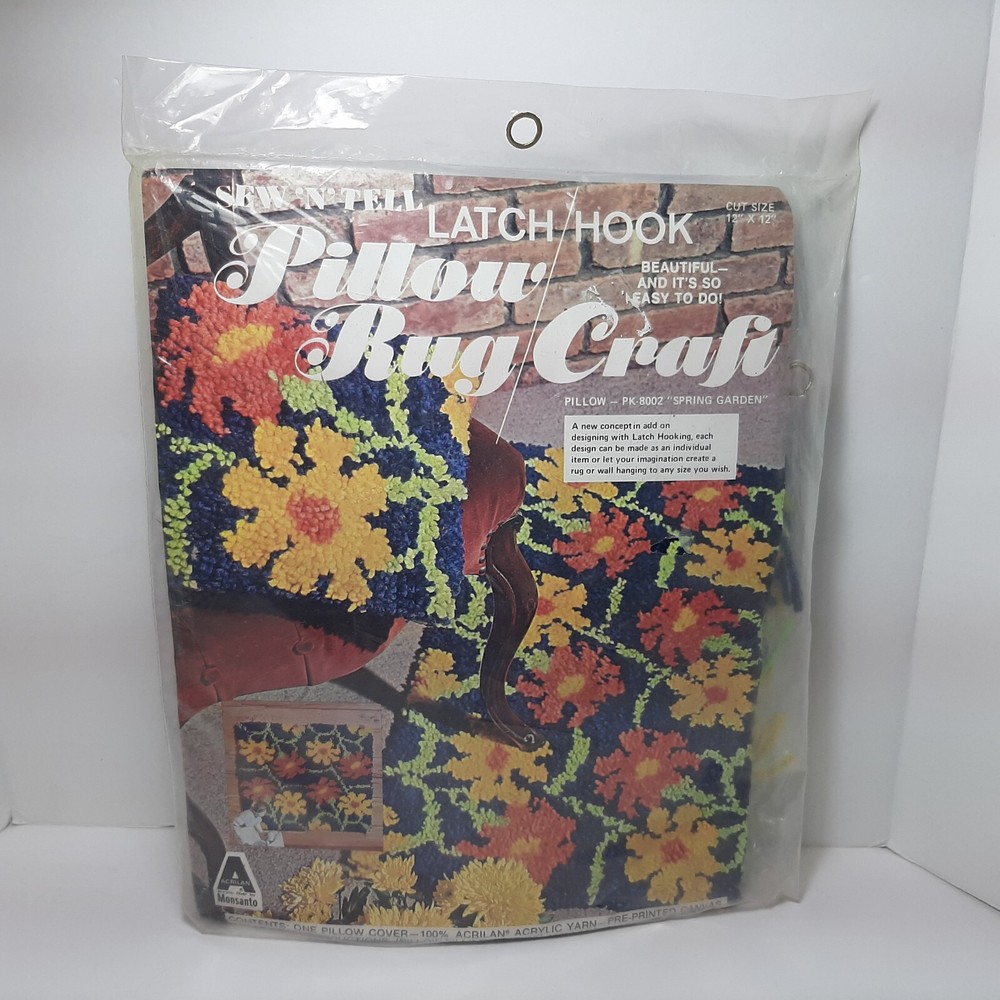 SEW 'N' TELL
LATCH HOOK
Pillow
Rug Craft
CUT SIZE
12" X 12"
BEAUTIFUL—
AND IT'S SO
EASY TO DO!
PILLOW — PK-8002 "SPRING GARDEN"
A new concept in add on
designing with Latch Hooking, each
design can be made as an individual
item or let your imagination create a
rug or wall hanging to any size you wish.
A
ACRILAN
Monsanto
CONTENTS: ONE PILLOW COVER—100% ACRILAN® ACRYLIC YARN—PRE-PRINTED CANVAS